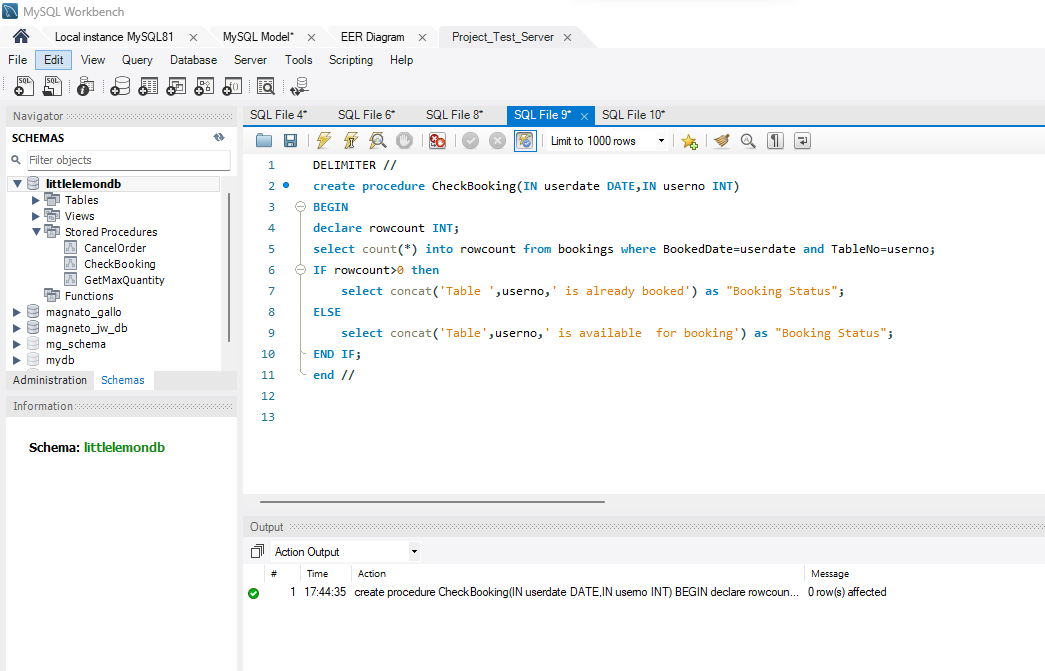 MySQL Workbench
Local instance MySQL81 MySQL Model* EER Diagram Project_Test_Server
File Edit View Query Database Server Tools Scripting Help
Navigator
SCHEMAS
Filter objects
littlelemondb
Tables
Views
Stored Procedures
CancelOrder
CheckBooking
GetMaxQuantity
Functions
magnato_gallo
magneto_jw_db
mg_schema
mydb
Administration Schemas
Information
Schema: littlelemondb
SQL File 4* SQL File 6* SQL File 8* SQL File 9* SQL File 10*
Limit to 1000 rows
1 DELIMITER //
2 create procedure CheckBooking(IN userdate DATE,IN userno INT)
3 BEGIN
4 declare rowcount INT;
5 select count(*) into rowcount from bookings where BookedDate=userdate and TableNo=userno;
6 IF rowcount>0 then
7 select concat('Table ',userno,' is already booked') as "Booking Status";
8 ELSE
9 select concat('Table',userno,' is available  for booking') as "Booking Status";
10 END IF;
11 end //
12
13
Output
Action Output
# Time Action Message
1 17:44:35 create procedure CheckBooking(IN userdate DATE,IN userno INT) BEGIN declare rowcoun... 0 row(s) affected